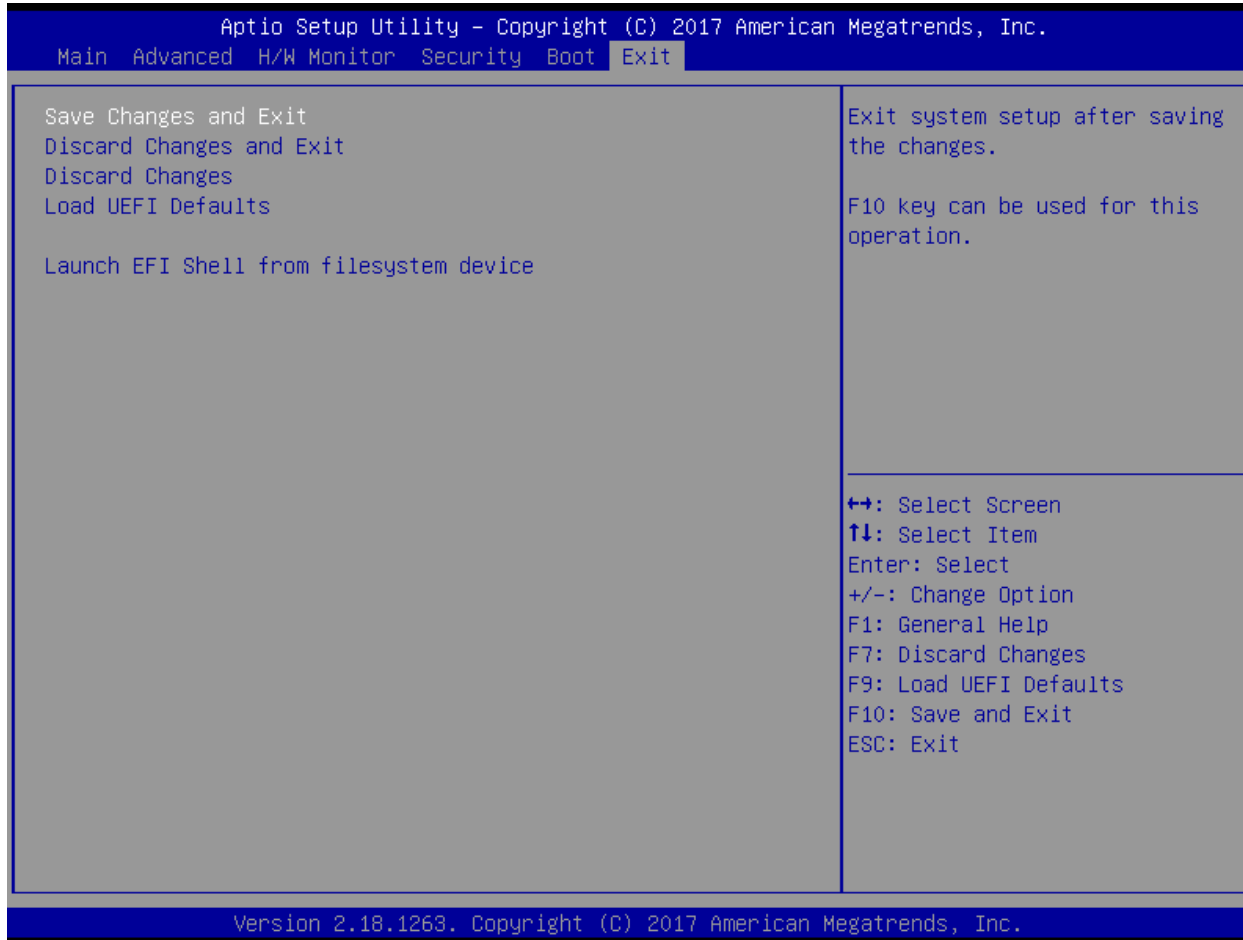 Aptio Setup Utility – Copyright (C) 2017 American Megatrends, Inc.
Main Advanced H/W Monitor Security Boot Exit
Save Changes and Exit
Discard Changes and Exit
Discard Changes
Load UEFI Defaults
Launch EFI Shell from filesystem device
Exit system setup after saving
the changes.
F10 key can be used for this
operation.
↔: Select Screen
↑↓: Select Item
Enter: Select
+/-: Change Option
F1: General Help
F7: Discard Changes
F9: Load UEFI Defaults
F10: Save and Exit
ESC: Exit
Version 2.18.1263. Copyright (C) 2017 American Megatrends, Inc.